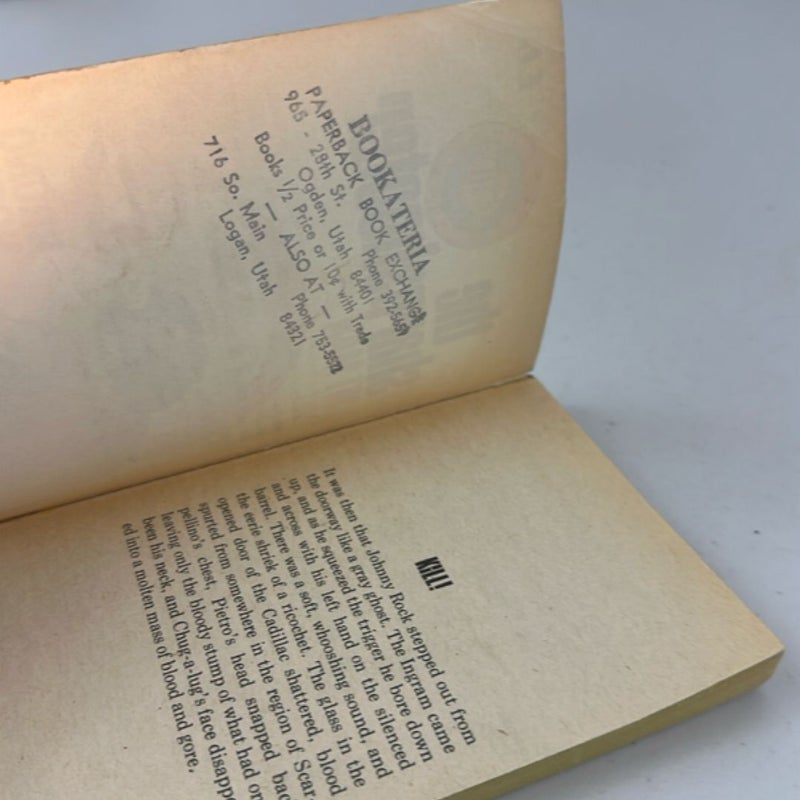 BOOKATERIA
PAPERBACK BOOK EXCHANGE
965 - 28th St. Phone 392-5659
Ogden, Utah 84401
Books 1/2 Price or 10¢ with Trade
— ALSO AT —
716 So. Main Phone 753-5572
Logan, Utah 84321
KILL!
It was then that Johnny Rock stepped out from
the doorway like a gray ghost. The Ingram came
up, and as he squeezed the trigger he bore down
and across with his left hand on the silenced
barrel. There was a soft, whooshing sound, and
the eerie shriek of a ricochet. The glass in the
opened door of the Cadillac shattered, blood
spurted from somewhere in the region of Scar-
pellino's chest, Pietro's head snapped bac
leaving only the bloody stump of what had on
been his neck, and Chug-a-lug's face disapp
ed into a molten mass of blood and gore.